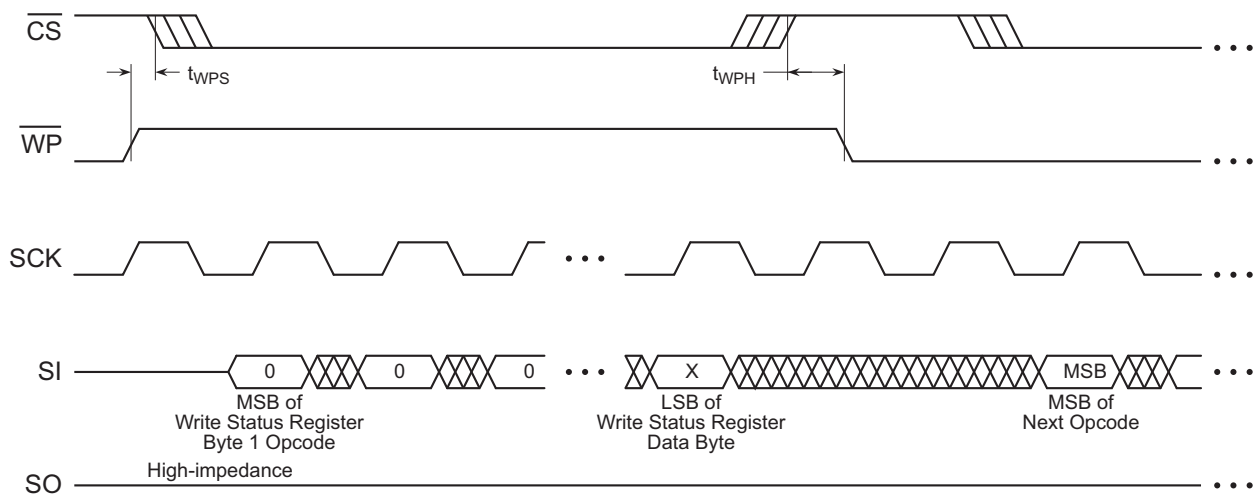 CS
tWPS
tWPH
WP
SCK
SI
0
0
0
X
MSB
MSB of
Write Status Register
Byte 1 Opcode
LSB of
Write Status Register
Data Byte
MSB of
Next Opcode
High-impedance
SO